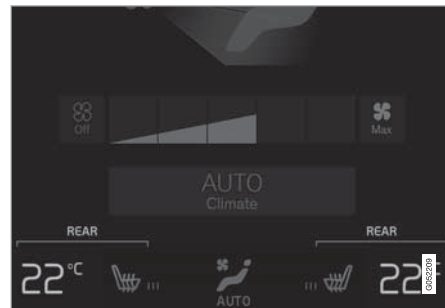 Off
Max
AUTO
Climate
REAR REAR
22°C 22°
AUTO
G052209